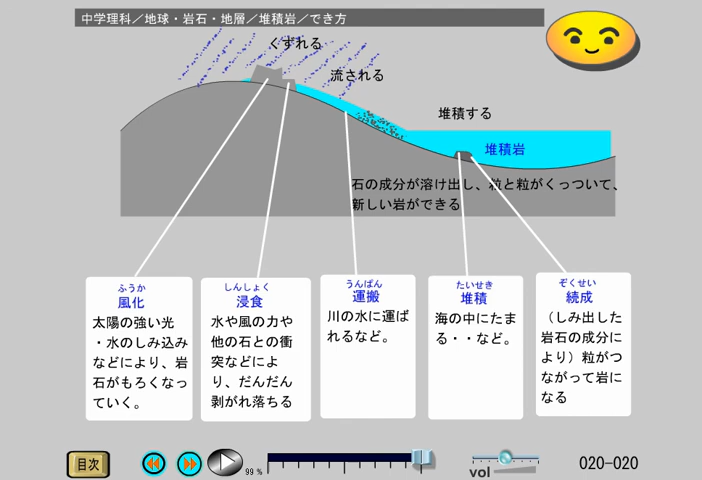 中学理科／地球・岩石・地層／堆積岩／でき方
くずれる
流される
堆積する
堆積岩
石の成分が溶け出し、粒と粒がくっついて、
新しい岩ができる
ふうか
風化
太陽の強い光
・水のしみ込み
などにより、岩
石がもろくなっ
ていく。
しんしょく
浸食
水や風の力や
他の石との衝
突などによ
り、だんだん
剥がれ落ちる
うんぱん
運搬
川の水に運ば
れるなど。
たいせき
堆積
海の中にたま
る・・など。
ぞくせい
続成
（しみ出した
岩石の成分に
より）粒がつ
ながって岩に
なる
目次
99 %
vol
020-020